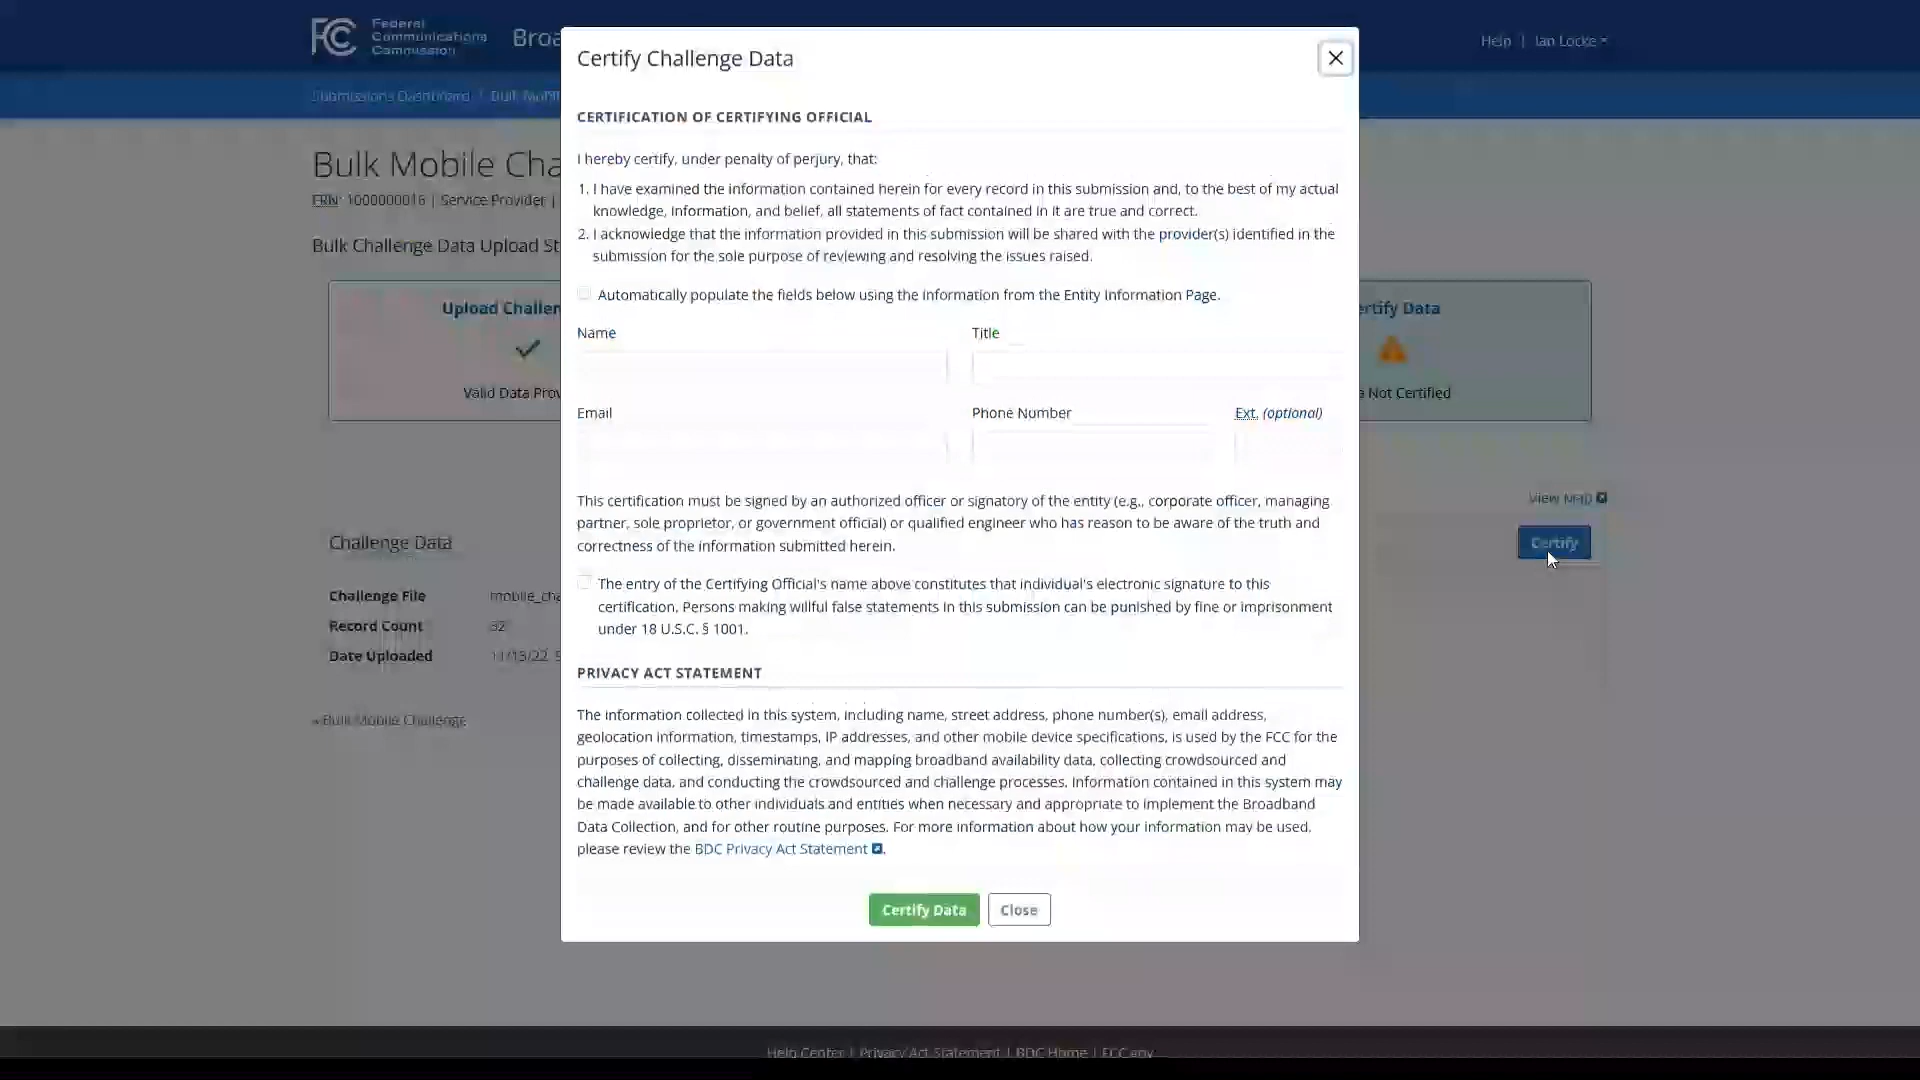 Federal
Communications
Commission
Broa
Help | Ian Locke
Submissions Dashboard / Bulk Mobil
Bulk Mobile Cha
FRN: 1000000016 | Service Provider |
Bulk Challenge Data Upload St
Upload Challen
Valid Data Prov
ertify Data
Not Certified
View Map
Certify
Challenge Data
Challenge File mobile_cha
Record Count 32
Date Uploaded 11/13/22
« Bulk Mobile Challenge
Certify Challenge Data
CERTIFICATION OF CERTIFYING OFFICIAL
I hereby certify, under penalty of perjury, that:
1. I have examined the information contained herein for every record in this submission and, to the best of my actual
knowledge, information, and belief, all statements of fact contained in it are true and correct.
2. I acknowledge that the information provided in this submission will be shared with the provider(s) identified in the
submission for the sole purpose of reviewing and resolving the issues raised.
Automatically populate the fields below using the information from the Entity Information Page.
Name Title
Email Phone Number Ext. (optional)
This certification must be signed by an authorized officer or signatory of the entity (e.g., corporate officer, managing
partner, sole proprietor, or government official) or qualified engineer who has reason to be aware of the truth and
correctness of the information submitted herein.
The entry of the Certifying Official's name above constitutes that individual's electronic signature to this
certification. Persons making willful false statements in this submission can be punished by fine or imprisonment
under 18 U.S.C. § 1001.
PRIVACY ACT STATEMENT
The information collected in this system, including name, street address, phone number(s), email address,
geolocation information, timestamps, IP addresses, and other mobile device specifications, is used by the FCC for the
purposes of collecting, disseminating, and mapping broadband availability data, collecting crowdsourced and
challenge data, and conducting the crowdsourced and challenge processes. Information contained in this system may
be made available to other individuals and entities when necessary and appropriate to implement the Broadband
Data Collection, and for other routine purposes. For more information about how your information may be used,
please review the BDC Privacy Act Statement.
Certify Data Close
Help Center | Privacy Act Statement | BDC Home | FCC.gov